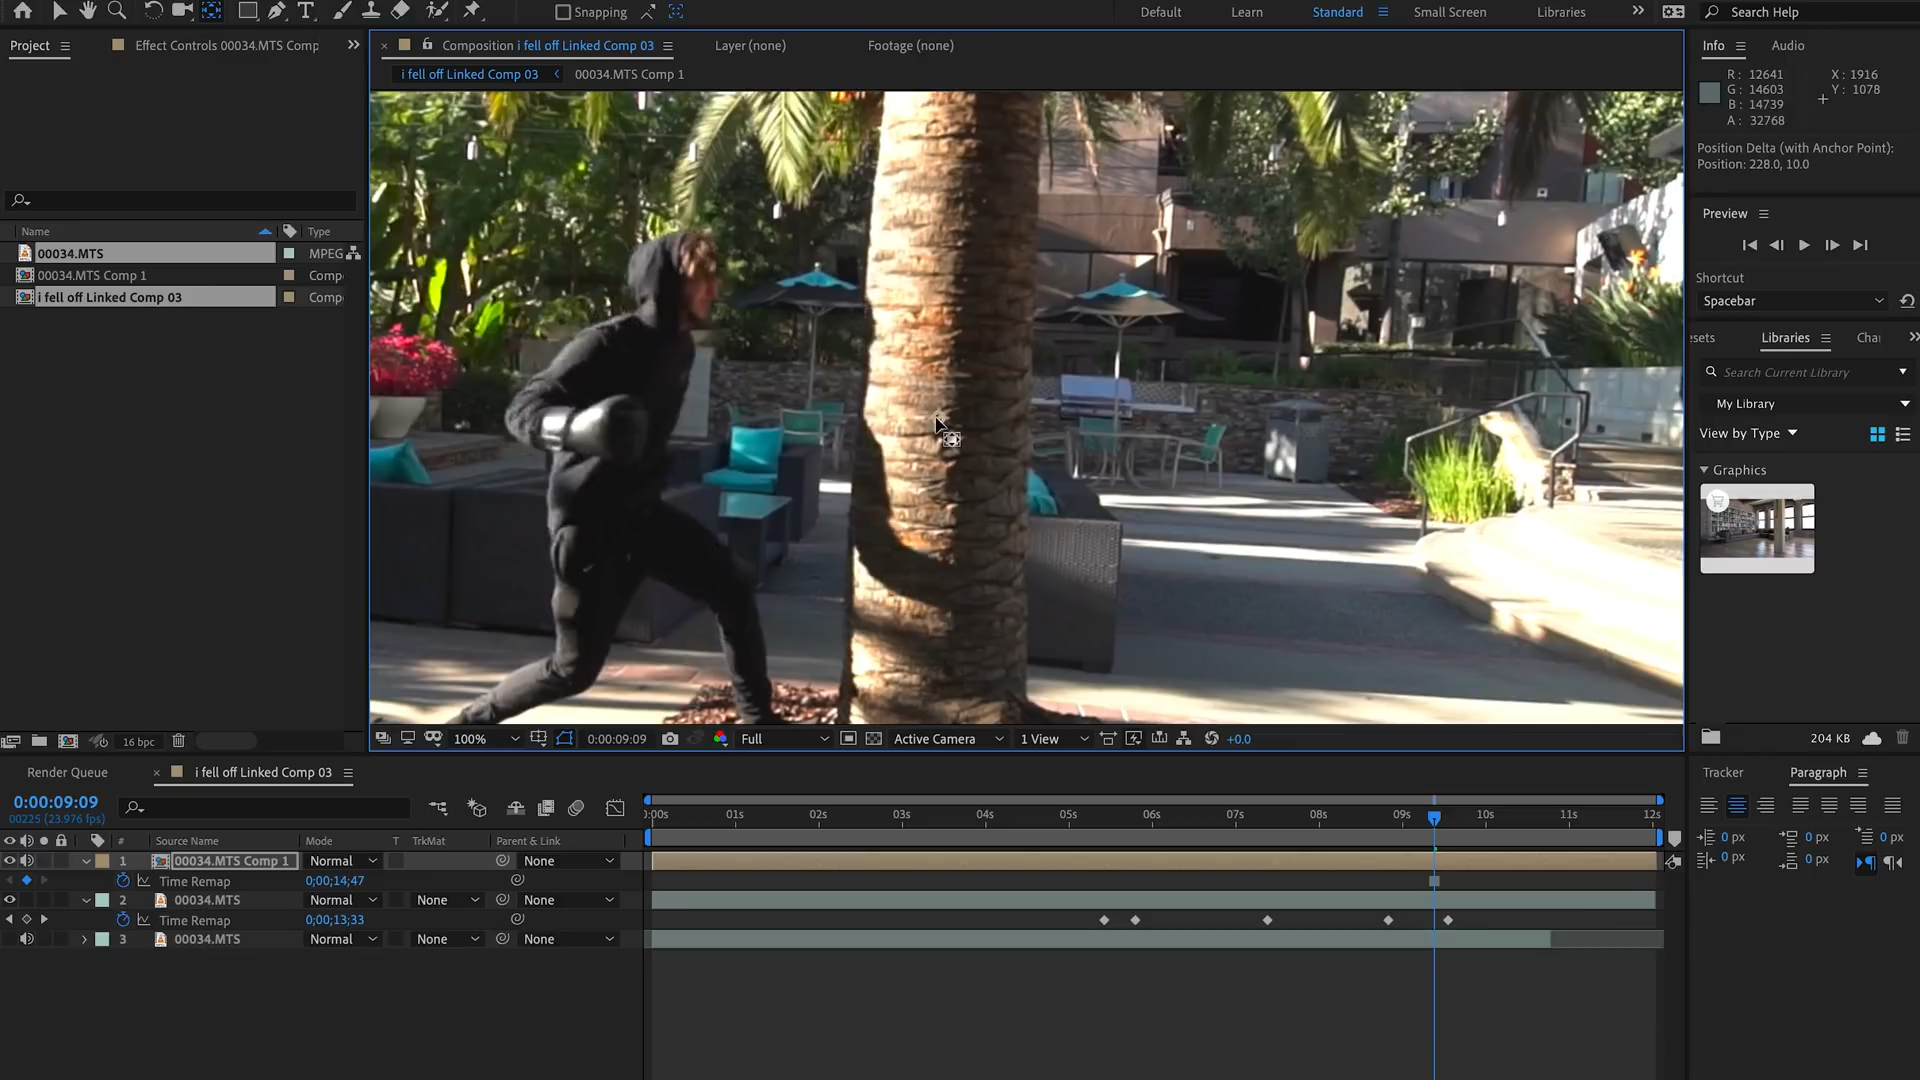 Snapping
Default
Learn
Standard
Small Screen
Libraries
Search Help
Project
Effect Controls 00034.MTS Comp
Composition i fell off Linked Comp 03
Layer (none)
Footage (none)
Info
Audio
i fell off Linked Comp 03
00034.MTS Comp 1
R : 12641
G : 14603
B : 14739
A : 32768
X : 1916
Y : 1078
Position Delta (with Anchor Point):
Position: 228.0, 10.0
Name
Type
00034.MTS
MPEG
00034.MTS Comp 1
Compo
i fell off Linked Comp 03
Compo
Preview
Shortcut
Spacebar
esets
Libraries
Cha
Search Current Library
My Library
View by Type
Graphics
16 bpc
100%
0:00:09:09
Full
Active Camera
1 View
+0.0
204 KB
Render Queue
i fell off Linked Comp 03
Tracker
Paragraph
0:00:09:09
00225 (23.976 fps)
:00s
01s
02s
03s
04s
05s
06s
07s
08s
09s
10s
11s
12s
#
Source Name
Mode
T
TrkMat
Parent & Link
0 px
0 px
0 px
0 px
0 px
1
00034.MTS Comp 1
Normal
None
Time Remap
0;00;14;47
2
00034.MTS
Normal
None
None
Time Remap
0;00;13;33
3
00034.MTS
Normal
None
None